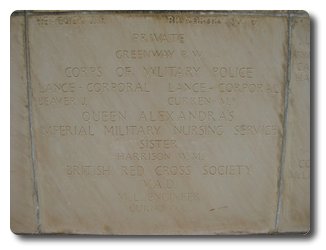 PRIVATE
GREENWAY B.W.
CORPS OF MILITARY POLICE
LANCE-CORPORAL LANCE-CORPORAL
BEAVER J. CURREN M.
QUEEN ALEXANDRAS
IMPERIAL MILITARY NURSING SERVICE
SISTER
HARRISON W.M.
BRITISH RED CROSS SOCIETY
V.A.D.